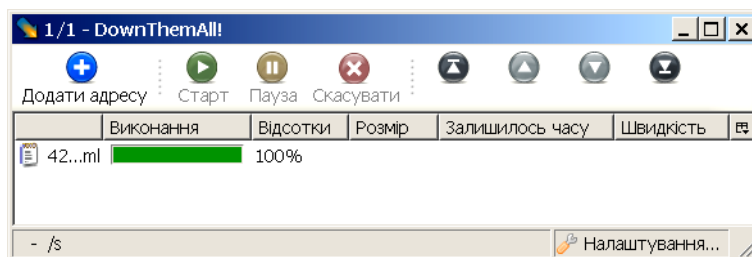 1/1 - DownThemAll!
Додати адресу Старт Пауза Скасувати
Виконання Відсотки Розмір Залишилось часу Швидкість
42...ml 100%
- /s Налаштування...